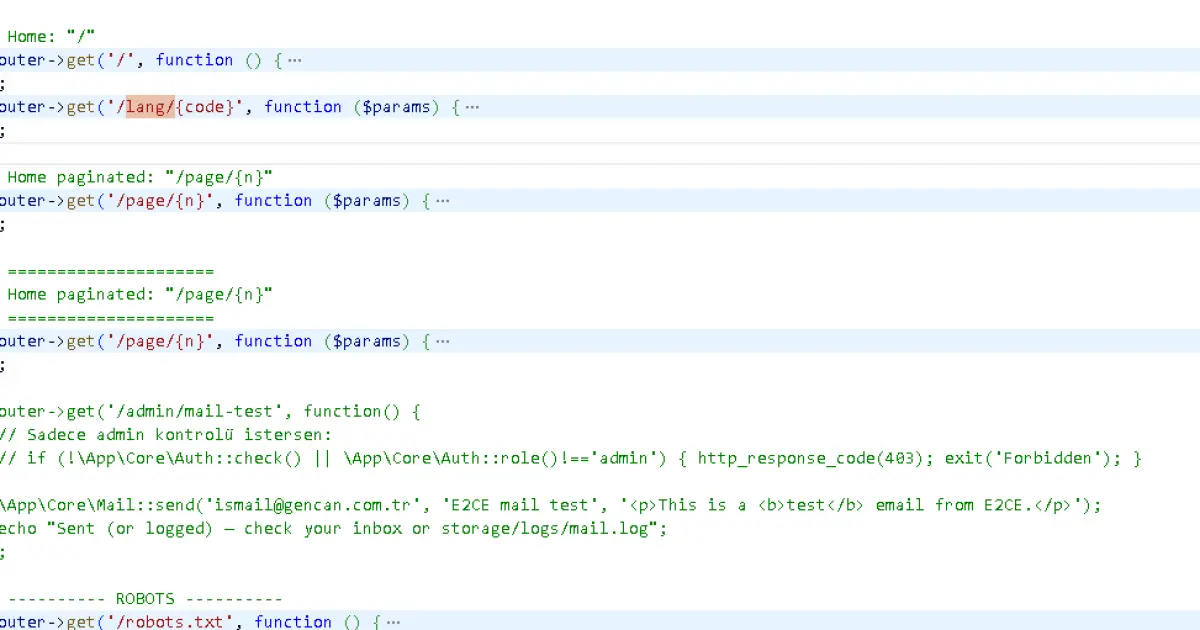 Home: "/"
outer->get('/', function () { ⋯
;
outer->get('/lang/{code}', function ($params) { ⋯
;
Home paginated: "/page/{n}"
outer->get('/page/{n}', function ($params) { ⋯
;
=====================
Home paginated: "/page/{n}"
=====================
outer->get('/page/{n}', function ($params) { ⋯
;
outer->get('/admin/mail-test', function() {
// Sadece admin kontrolü istersen:
// if (!\App\Core\Auth::check() || \App\Core\Auth::role()!=='admin') { http_response_code(403); exit('Forbidden'); }
\App\Core\Mail::send('ismail@gencan.com.tr', 'E2CE mail test', '<p>This is a <b>test</b> email from E2CE.</p>');
echo "Sent (or logged) — check your inbox or storage/logs/mail.log";
;
---------- ROBOTS ----------
outer->get('/robots.txt', function () { ⋯